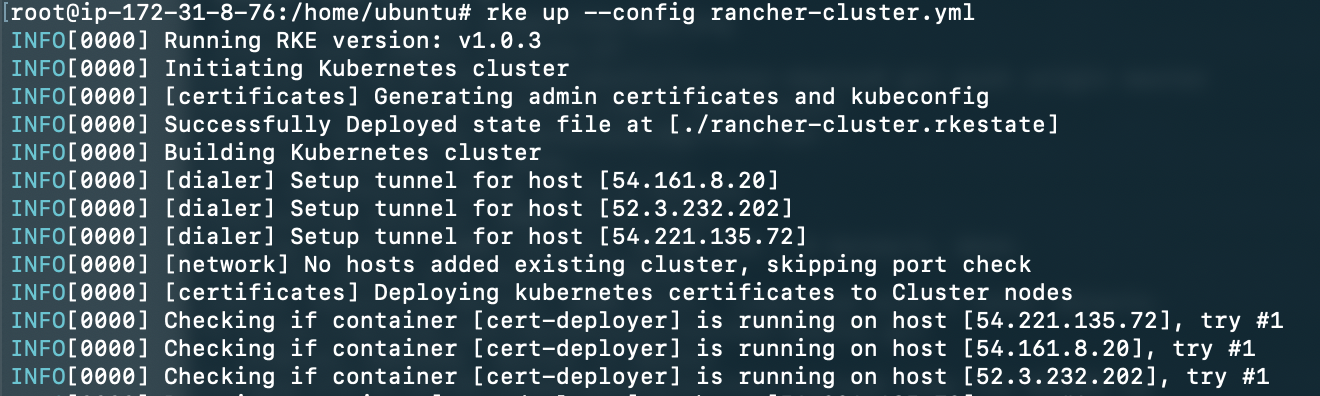 [root@ip-172-31-8-76:/home/ubuntu# rke up --config rancher-cluster.yml
INFO[0000] Running RKE version: v1.0.3
INFO[0000] Initiating Kubernetes cluster
INFO[0000] [certificates] Generating admin certificates and kubeconfig
INFO[0000] Successfully Deployed state file at [./rancher-cluster.rkestate]
INFO[0000] Building Kubernetes cluster
INFO[0000] [dialer] Setup tunnel for host [54.161.8.20]
INFO[0000] [dialer] Setup tunnel for host [52.3.232.202]
INFO[0000] [dialer] Setup tunnel for host [54.221.135.72]
INFO[0000] [network] No hosts added existing cluster, skipping port check
INFO[0000] [certificates] Deploying kubernetes certificates to Cluster nodes
INFO[0000] Checking if container [cert-deployer] is running on host [54.221.135.72], try #1
INFO[0000] Checking if container [cert-deployer] is running on host [54.161.8.20], try #1
INFO[0000] Checking if container [cert-deployer] is running on host [52.3.232.202], try #1